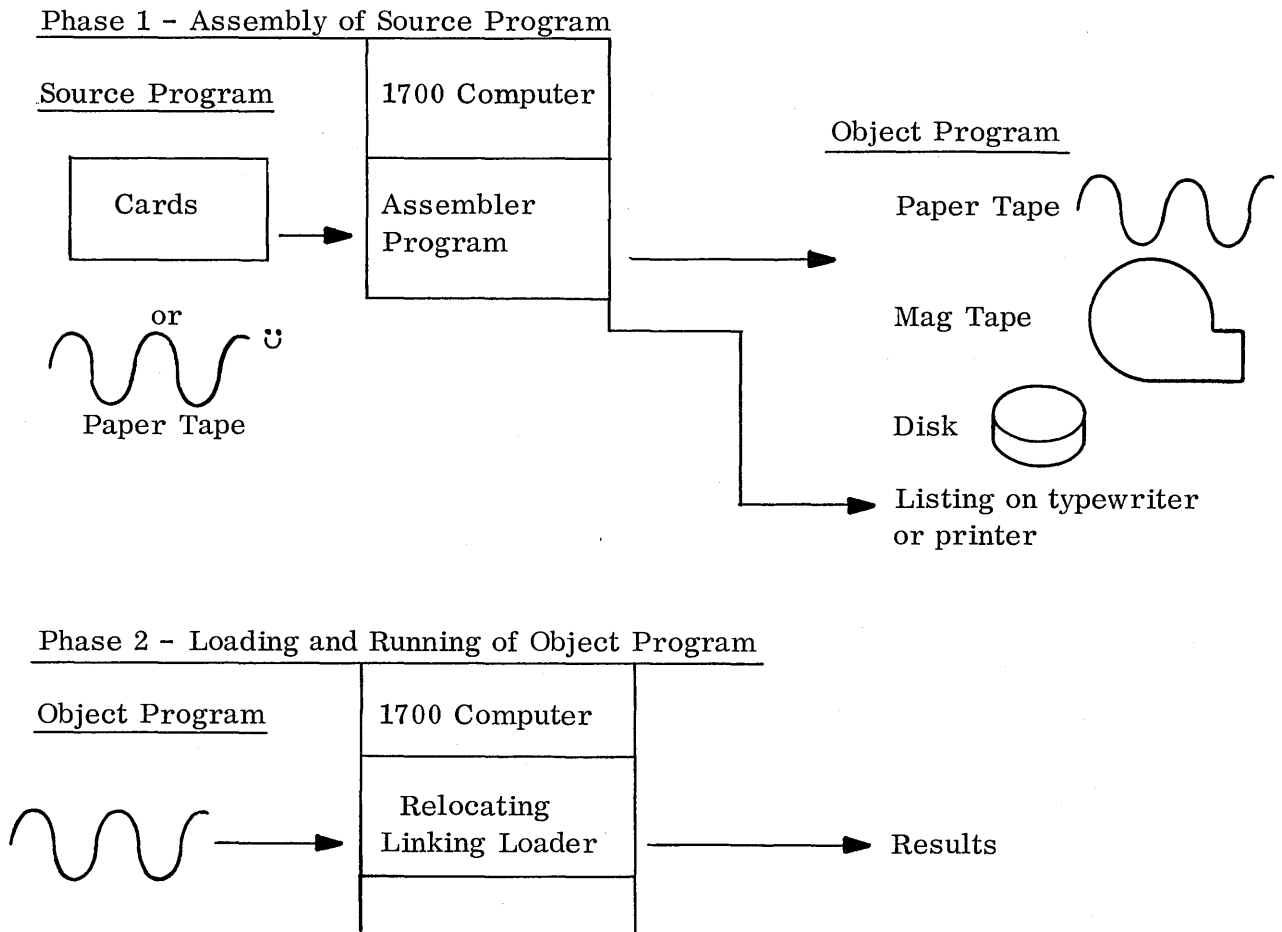 Phase 1 - Assembly of Source Program
Source Program
1700 Computer
Object Program
Cards
Assembler
Program
Paper Tape
or
Mag Tape
Paper Tape
Disk
Listing on typewriter
or printer
Phase 2 - Loading and Running of Object Program
Object Program
1700 Computer
Relocating
Linking Loader
Results